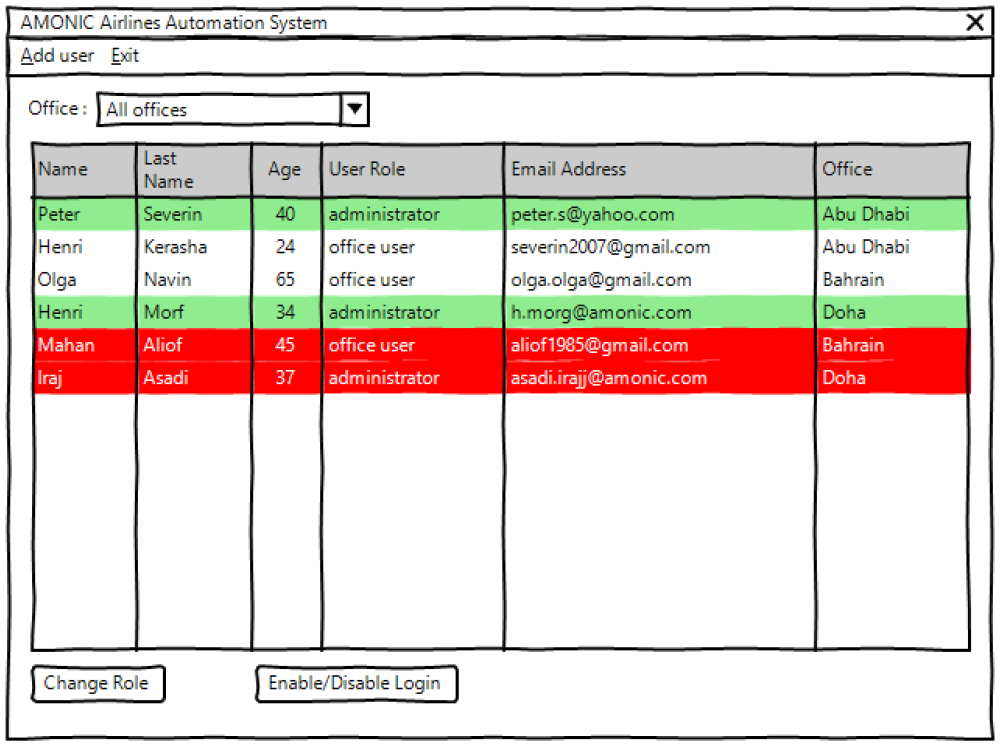 AMONIC Airlines Automation System
Add user Exit
Office : All offices
Name Last Name Age User Role Email Address Office
Peter Severin 40 administrator peter.s@yahoo.com Abu Dhabi
Henri Kerasha 24 office user severin2007@gmail.com Abu Dhabi
Olga Navin 65 office user olga.olga@gmail.com Bahrain
Henri Morf 34 administrator h.morg@amonic.com Doha
Mahan Aliof 45 office user aliof1985@gmail.com Bahrain
Iraj Asadi 37 administrator asadi.irajj@amonic.com Doha
Change Role Enable/Disable Login